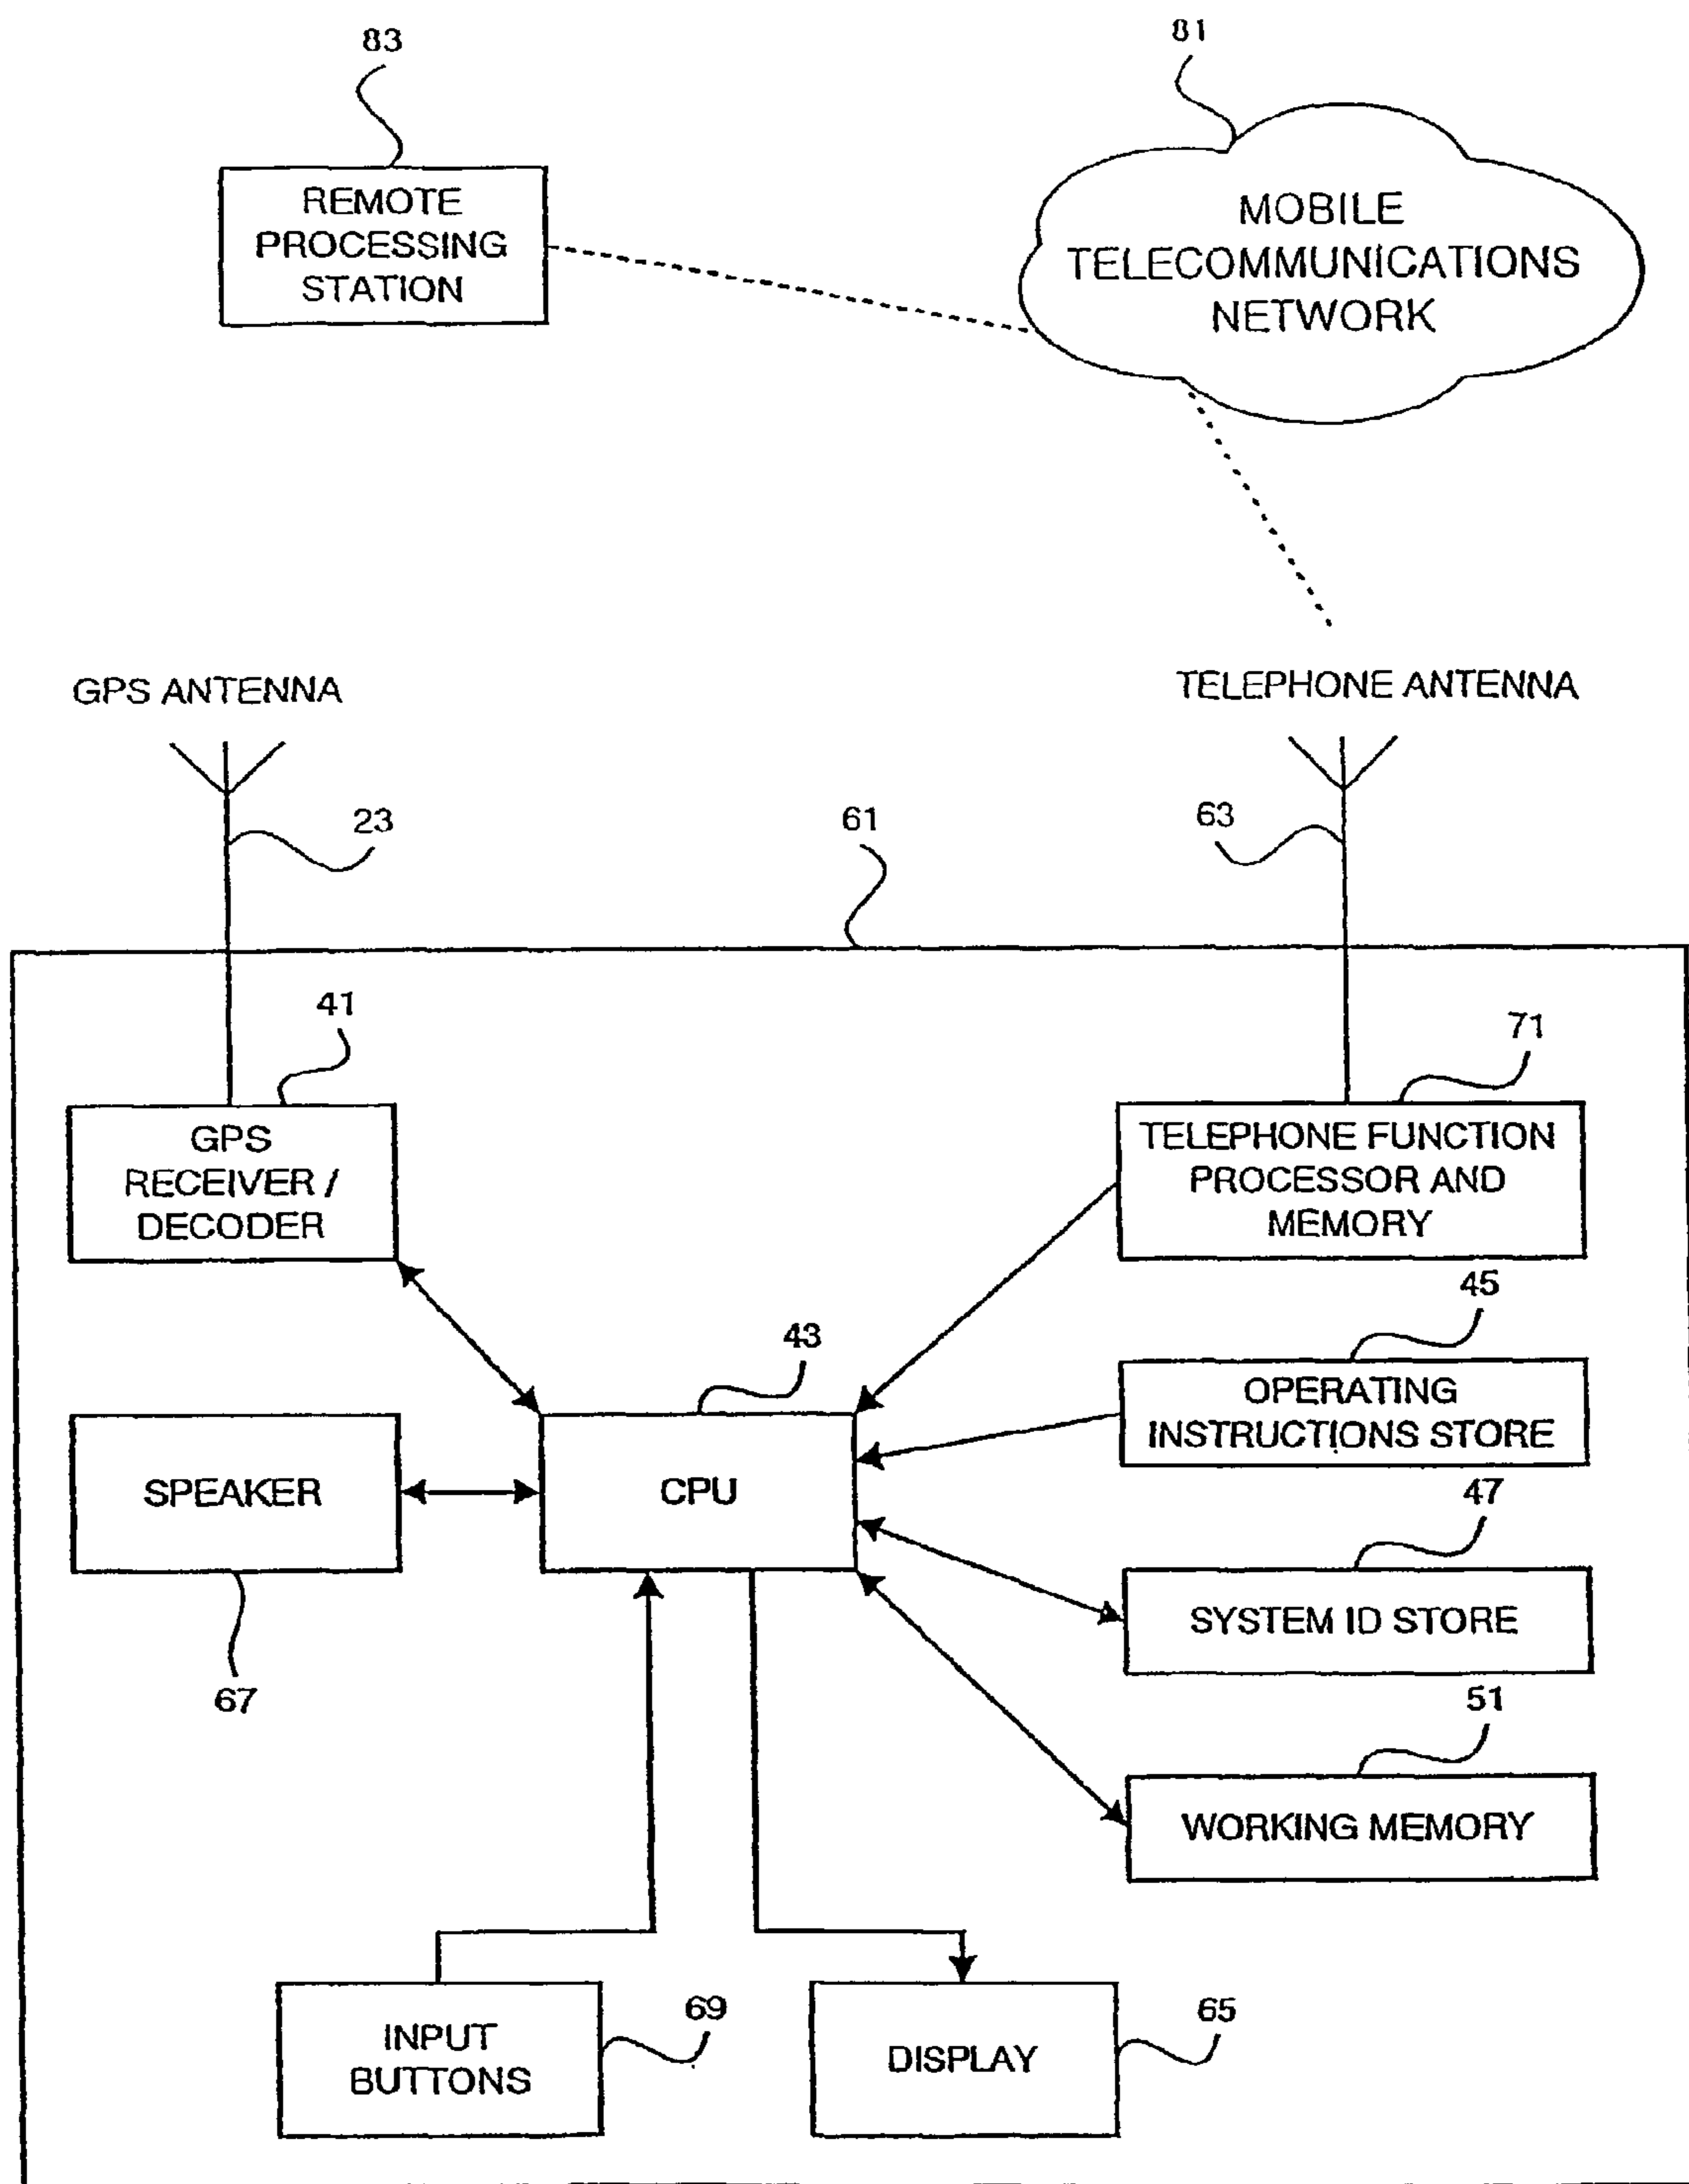 83
81
REMOTE
PROCESSING
STATION
MOBILE
TELECOMMUNICATIONS
NETWORK
GPS ANTENNA
TELEPHONE ANTENNA
23
61
63
41
71
GPS
RECEIVER /
DECODER
TELEPHONE FUNCTION
PROCESSOR AND
MEMORY
45
43
OPERATING
INSTRUCTIONS STORE
SPEAKER
CPU
47
SYSTEM ID STORE
67
51
WORKING MEMORY
69
65
INPUT
BUTTONS
DISPLAY